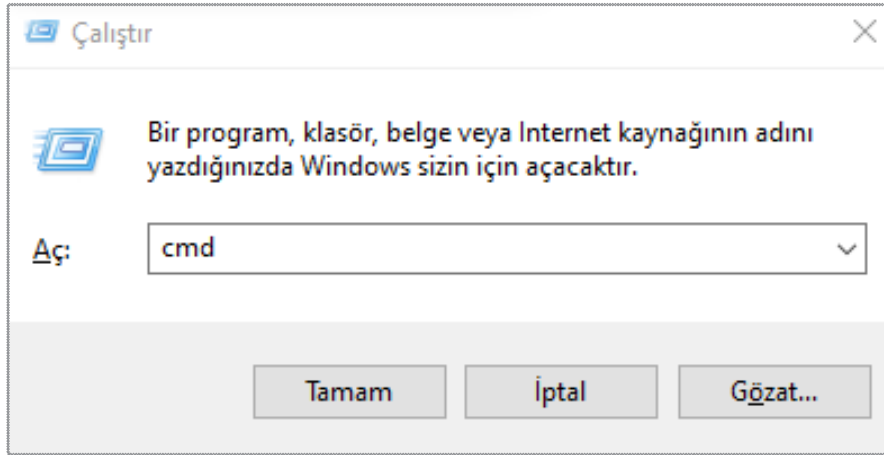 Çalıştır
Bir program, klasör, belge veya Internet kaynağının adını
yazdığınızda Windows sizin için açacaktır.
Aç:
cmd
Tamam
İptal
Gözat...